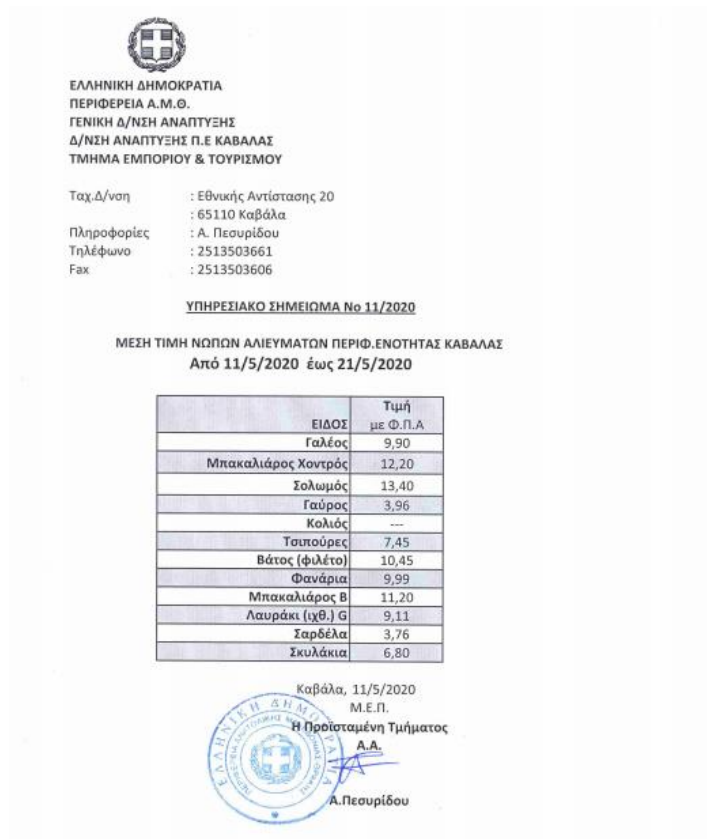 ΕΛΛΗΝΙΚΗ ΔΗΜΟΚΡΑΤΙΑ
ΠΕΡΙΦΕΡΕΙΑ Α.Μ.Θ.
ΓΕΝΙΚΗ Δ/ΝΣΗ ΑΝΑΠΤΥΞΗΣ
Δ/ΝΣΗ ΑΝΑΠΤΥΞΗΣ Π.Ε ΚΑΒΑΛΑΣ
ΤΜΗΜΑ ΕΜΠΟΡΙΟΥ & ΤΟΥΡΙΣΜΟΥ
Ταχ.Δ/νση : Εθνικής Αντίστασης 20
: 65110 Καβάλα
Πληροφορίες : Α. Πεσυρίδου
Τηλέφωνο : 2513503661
Fax : 2513503606
ΥΠΗΡΕΣΙΑΚΟ ΣΗΜΕΙΩΜΑ Νο 11/2020
ΜΕΣΗ ΤΙΜΗ ΝΩΠΩΝ ΑΛΙΕΥΜΑΤΩΝ ΠΕΡΙΦ.ΕΝΟΤΗΤΑΣ ΚΑΒΑΛΑΣ
Από 11/5/2020 έως 21/5/2020
ΕΙΔΟΣ Τιμή με Φ.Π.Α
Γαλέος 9,90
Μπακαλιάρος Χοντρός 12,20
Σολωμός 13,40
Γαύρος 3,96
Κολιός ---
Τσιπούρες 7,45
Βάτος (φιλέτο) 10,45
Φανάρια 9,99
Μπακαλιάρος Β 11,20
Λαυράκι (ιχθ.) G 9,11
Σαρδέλα 3,76
Σκυλάκια 6,80
Καβάλα, 11/5/2020
Μ.Ε.Π.
Η Προϊσταμένη Τμήματος
Α.Α.
Α.Πεσυρίδου
ΕΛΛΗΝΙΚΗ ΔΗΜΟΚΡΑΤΙΑ